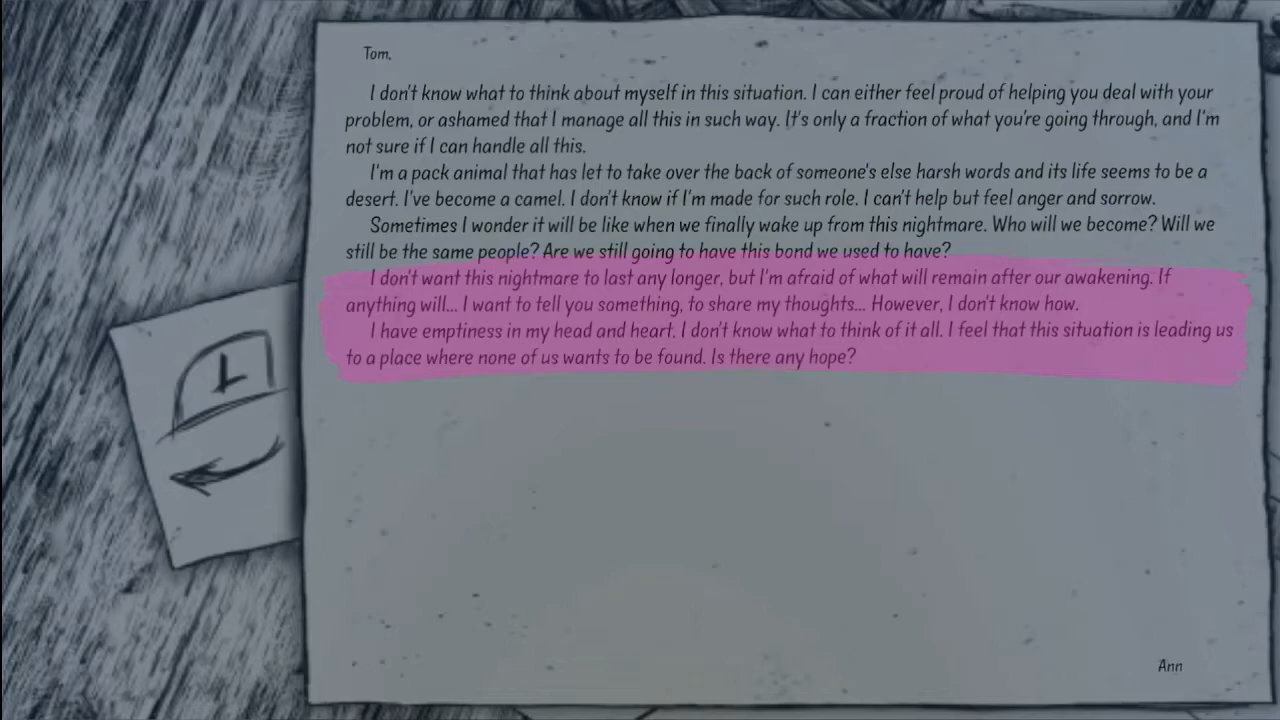 Tom,
I don't know what to think about myself in this situation. I can either feel proud of helping you deal with your
problem, or ashamed that I manage all this in such way. It's only a fraction of what you're going through, and I'm
not sure if I can handle all this.
I'm a pack animal that has let to take over the back of someone's else harsh words and its life seems to be a
desert. I've become a camel. I don't know if I'm made for such role. I can't help but feel anger and sorrow.
Sometimes I wonder it will be like when we finally wake up from this nightmare. Who will we become? Will we
still be the same people? Are we still going to have this bond we used to have?
I don't want this nightmare to last any longer, but I'm afraid of what will remain after our awakening. If
anything will... I want to tell you something, to share my thoughts... However, I don't know how.
I have emptiness in my head and heart. I don't know what to think of it all. I feel that this situation is leading us
to a place where none of us wants to be found. Is there any hope?
L
Ann